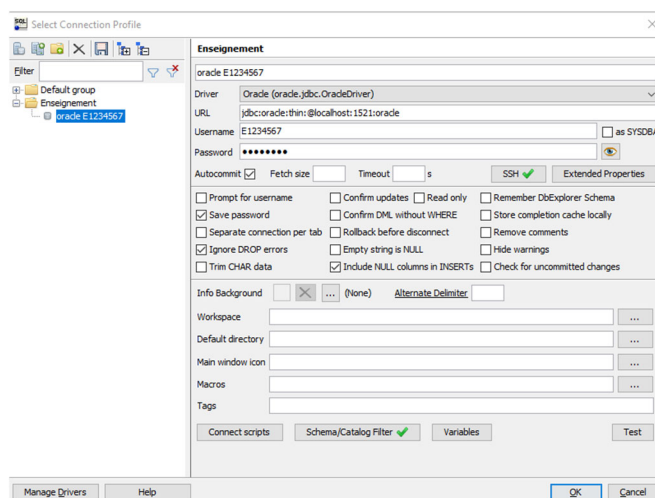 Select Connection Profile
Filter
Default group
Enseignement
oracle E1234567
Enseignement
oracle E1234567
Driver Oracle (oracle.jdbc.OracleDriver)
URL jdbc:oracle:thin:@localhost:1521:oracle
Username E1234567 as SYSDBA
Password ••••••••
Autocommit Fetch size Timeout s SSH Extended Properties
Prompt for username Confirm updates Read only Remember DbExplorer Schema
Save password Confirm DML without WHERE Store completion cache locally
Separate connection per tab Rollback before disconnect Remove comments
Ignore DROP errors Empty string is NULL Hide warnings
Trim CHAR data Include NULL columns in INSERTs Check for uncommitted changes
Info Background ... (None) Alternate Delimiter
Workspace ...
Default directory ...
Main window icon ...
Macros ...
Tags
Connect scripts Schema/Catalog Filter Variables Test
Manage Drivers Help OK Cancel